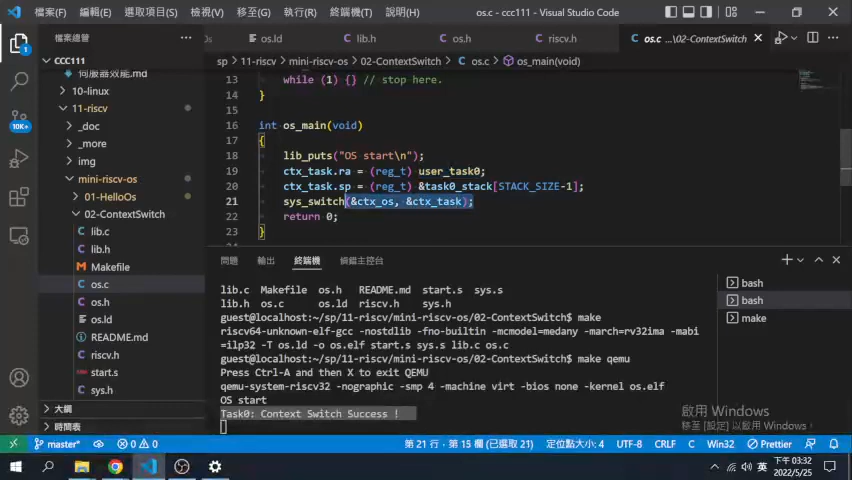 檔案(F) 編輯(E) 選取項目(S) 檢視(V) 移至(G) 執行(R) 終端機(T) 說明(H) os.c - ccc111 - Visual Studio Code
檔案總管
os.ld
lib.h
os.h
riscv.h
os.c ...\02-ContextSwitch
sp > 11-riscv > mini-riscv-os > 02-ContextSwitch > os.c > os_main(void)
CCC111
伺服器效能.md
10-linux
11-riscv
_doc
_more
img
mini-riscv-os
01-HelloOs
02-ContextSwitch
lib.c
lib.h
Makefile
os.c
os.h
os.ld
README.md
riscv.h
start.s
sys.h
大綱
時間表
1
10K+
13 while (1) {} // stop here.
14 }
15
16 int os_main(void)
17 {
18 lib_puts("OS start\n");
19 ctx_task.ra = (reg_t) user_task0;
20 ctx_task.sp = (reg_t) &task0_stack[STACK_SIZE-1];
21 sys_switch(&ctx_os, &ctx_task);
22 return 0;
23 }
問題 輸出 終端機 偵錯主控台
lib.c Makefile os.h README.md start.s sys.s
lib.h os.c os.ld riscv.h sys.h
guest@localhost:~/sp/11-riscv/mini-riscv-os/02-ContextSwitch$ make
riscv64-unknown-elf-gcc -nostdlib -fno-builtin -mcmodel=medany -march=rv32ima -mabi
=ilp32 -T os.ld -o os.elf start.s sys.s lib.c os.c
guest@localhost:~/sp/11-riscv/mini-riscv-os/02-ContextSwitch$ make qemu
Press Ctrl-A and then X to exit QEMU
qemu-system-riscv32 -nographic -smp 4 -machine virt -bios none -kernel os.elf
OS start
Task0: Context Switch Success !
bash
bash
make
啟用 Windows
移至 [設定] 以啟用 Windows。
master* 0 0 第 21 行，第 15 欄 (已選取 21) 定位點大小: 4 UTF-8 CRLF C Win32 Prettier
英 下午 03:32
2022/5/25